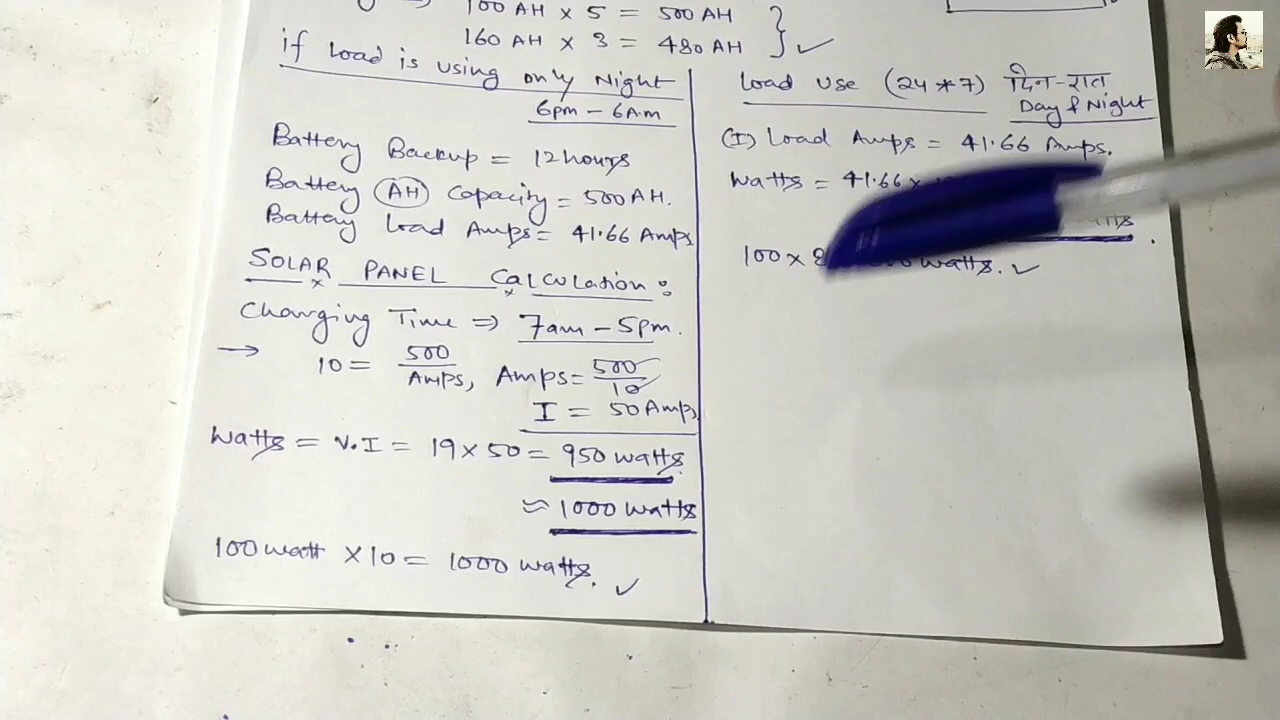 100 AH × 5 = 500 AH
160 AH × 3 = 480 AH
if Load is using only Night
6pm - 6A.m
Battery Backup = 12 hours
Battery AH Capacity = 500 AH.
Battery Load Amps = 41.66 Amps
SOLAR PANEL Calculation :
Charging Time ⇒ 7am - 5pm.
→ 10 = 500/Amps, Amps = 500/10
I = 50 Amps
Watts = V.I = 19 × 50 = 950 watts.
≈ 1000 watts
100 watt × 10 = 1000 watts. ✓
Load Use (24*7) दिन-रात
Day & Night
(I) Load Amps = 41.66 Amps.
Watts = 41.66 ×
100 ×
watts. ✓